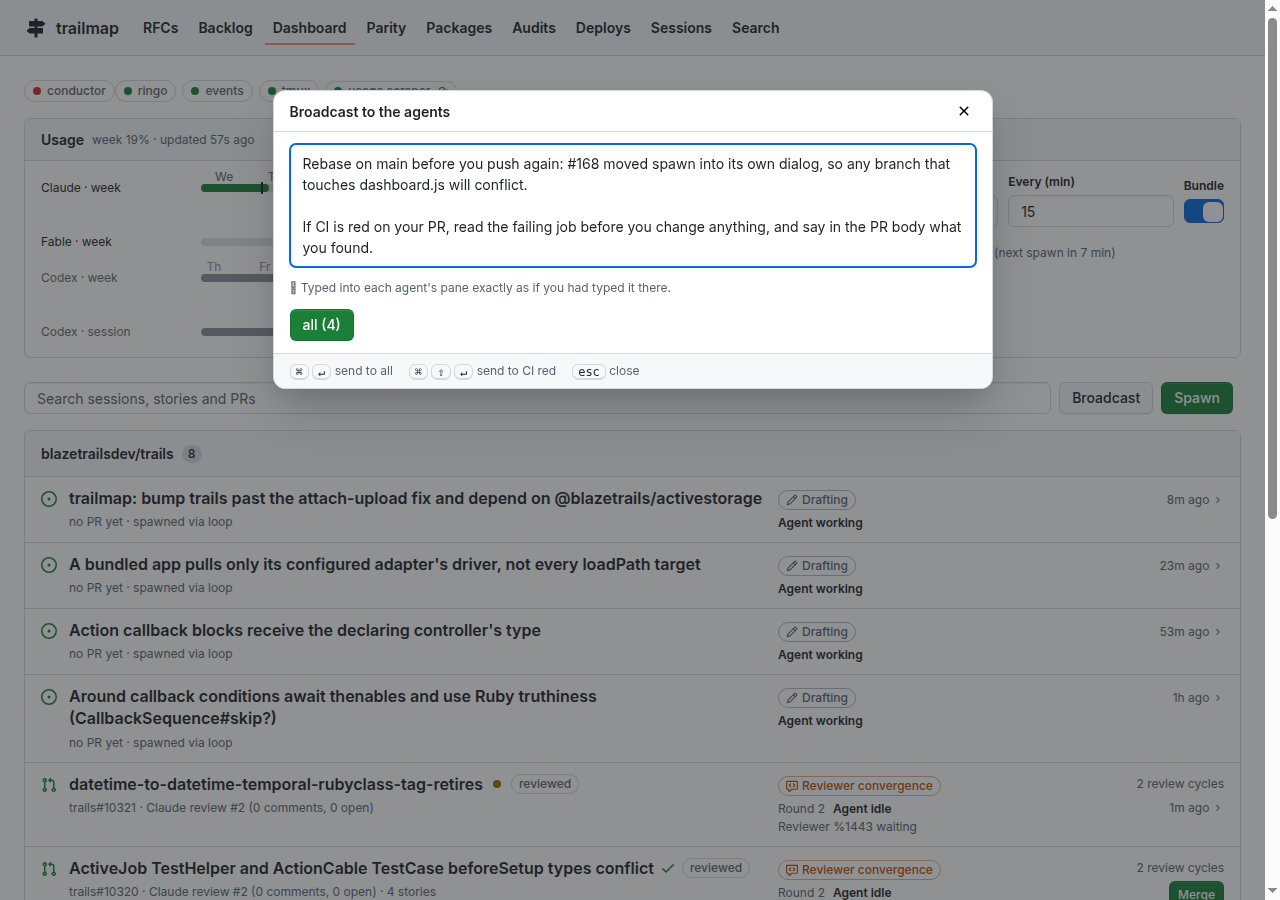 trailmap RFCs Backlog Dashboard Parity Packages Audits Deploys Sessions Search
conductor ringo events tmux usage scraper
Broadcast to the agents
Usage week 19% · updated 57s ago
Rebase on main before you push again: #168 moved spawn into its own dialog, so any branch that
touches dashboard.js will conflict.
If CI is red on your PR, read the failing job before you change anything, and say in the PR body what
you found.
We
Claude · week
Every (min) Bundle
15
Fable · week
(next spawn in 7 min)
Th Fr
Codex · week
Typed into each agent's pane exactly as if you had typed it there.
all (4)
Codex · session
⌘ ↵ send to all ⌘ ⇧ ↵ send to CI red esc close
Search sessions, stories and PRs Broadcast Spawn
blazetrailsdev/trails 8
trailmap: bump trails past the attach-upload fix and depend on @blazetrails/activestorage Drafting 8m ago ›
no PR yet · spawned via loop Agent working
A bundled app pulls only its configured adapter's driver, not every loadPath target Drafting 23m ago ›
no PR yet · spawned via loop Agent working
Action callback blocks receive the declaring controller's type Drafting 53m ago ›
no PR yet · spawned via loop Agent working
Around callback conditions await thenables and use Ruby truthiness Drafting 1h ago ›
(CallbackSequence#skip?) Agent working
no PR yet · spawned via loop
datetime-to-datetime-temporal-rubyclass-tag-retires reviewed Reviewer convergence 2 review cycles
trails#10321 · Claude review #2 (0 comments, 0 open) Round 2 Agent idle 1m ago ›
Reviewer %1443 waiting
ActiveJob TestHelper and ActionCable TestCase beforeSetup types conflict reviewed Reviewer convergence 2 review cycles
trails#10320 · Claude review #2 (0 comments, 0 open) · 4 stories Round 2 Agent idle Merge